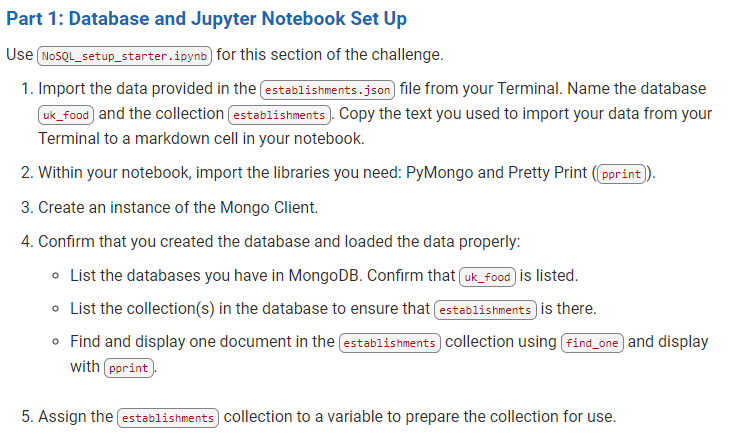 Part 1: Database and Jupyter Notebook Set Up
Use NoSQL_setup_starter.ipynb for this section of the challenge.
1. Import the data provided in the establishments.json file from your Terminal. Name the database
uk_food and the collection establishments. Copy the text you used to import your data from your
Terminal to a markdown cell in your notebook.
2. Within your notebook, import the libraries you need: PyMongo and Pretty Print (pprint).
3. Create an instance of the Mongo Client.
4. Confirm that you created the database and loaded the data properly:
◦ List the databases you have in MongoDB. Confirm that uk_food is listed.
◦ List the collection(s) in the database to ensure that establishments is there.
◦ Find and display one document in the establishments collection using find_one and display
with pprint.
5. Assign the establishments collection to a variable to prepare the collection for use.